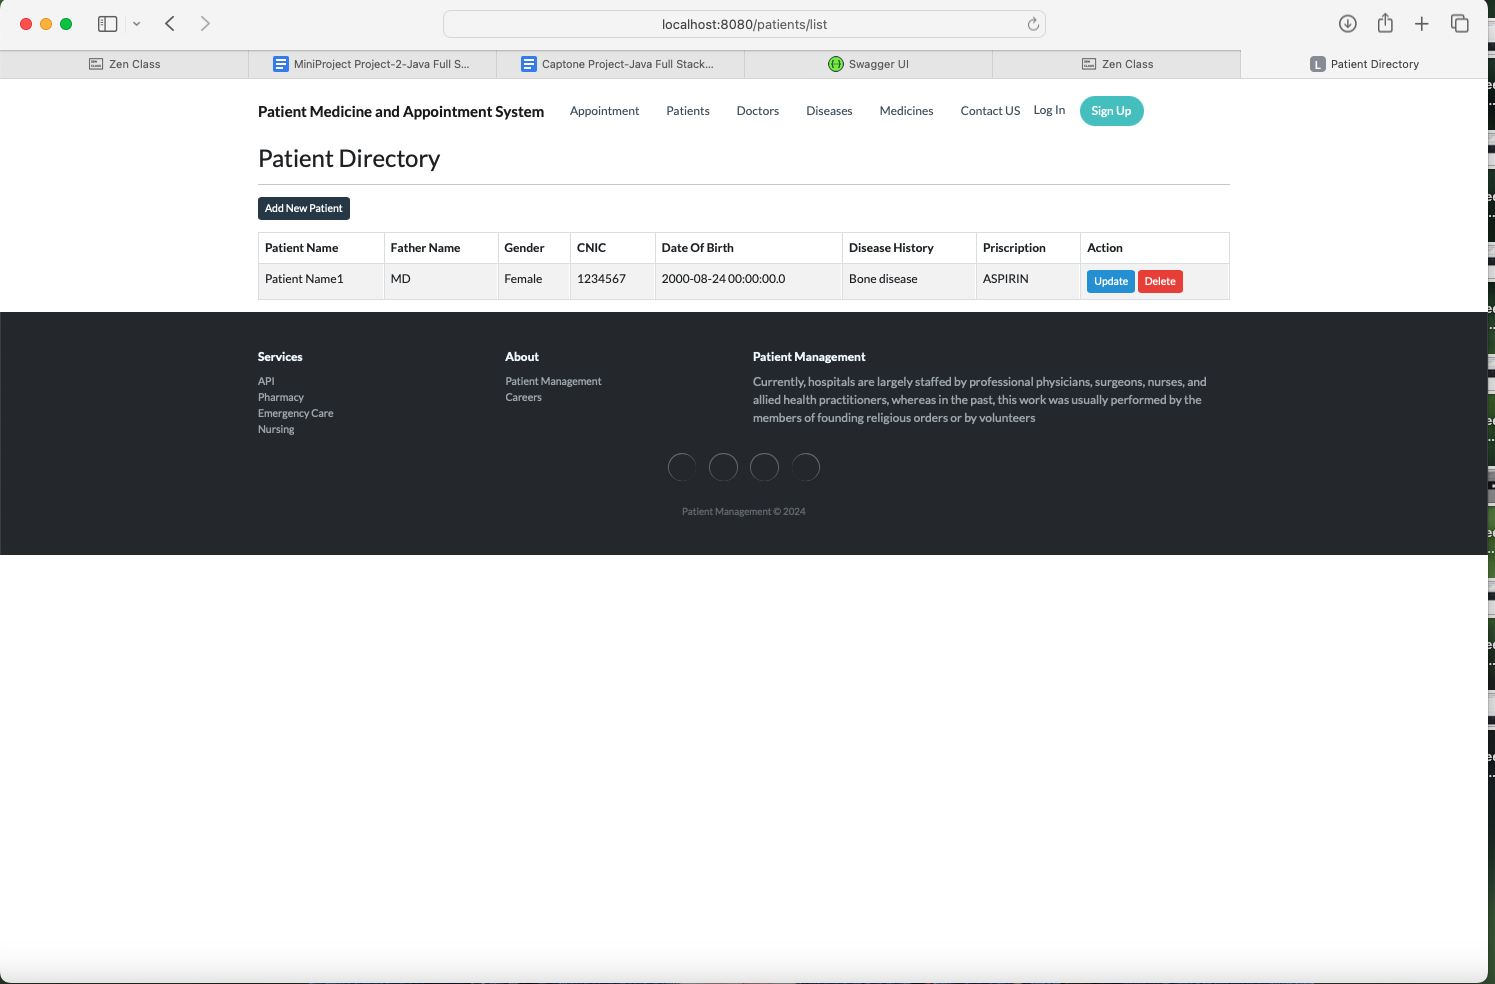 localhost:8080/patients/list
Zen Class
MiniProject Project-2-Java Full S...
Captone Project-Java Full Stack...
Swagger UI
Zen Class
L Patient Directory
Patient Medicine and Appointment System Appointment Patients Doctors Diseases Medicines Contact US Log In Sign Up
Patient Directory
Add New Patient
Patient Name Father Name Gender CNIC Date Of Birth Disease History Priscription Action
Patient Name1 MD Female 1234567 2000-08-24 00:00:00.0 Bone disease ASPIRIN Update Delete
Services
API
Pharmacy
Emergency Care
Nursing
About
Patient Management
Careers
Patient Management
Currently, hospitals are largely staffed by professional physicians, surgeons, nurses, and
allied health practitioners, whereas in the past, this work was usually performed by the
members of founding religious orders or by volunteers
Patient Management © 2024